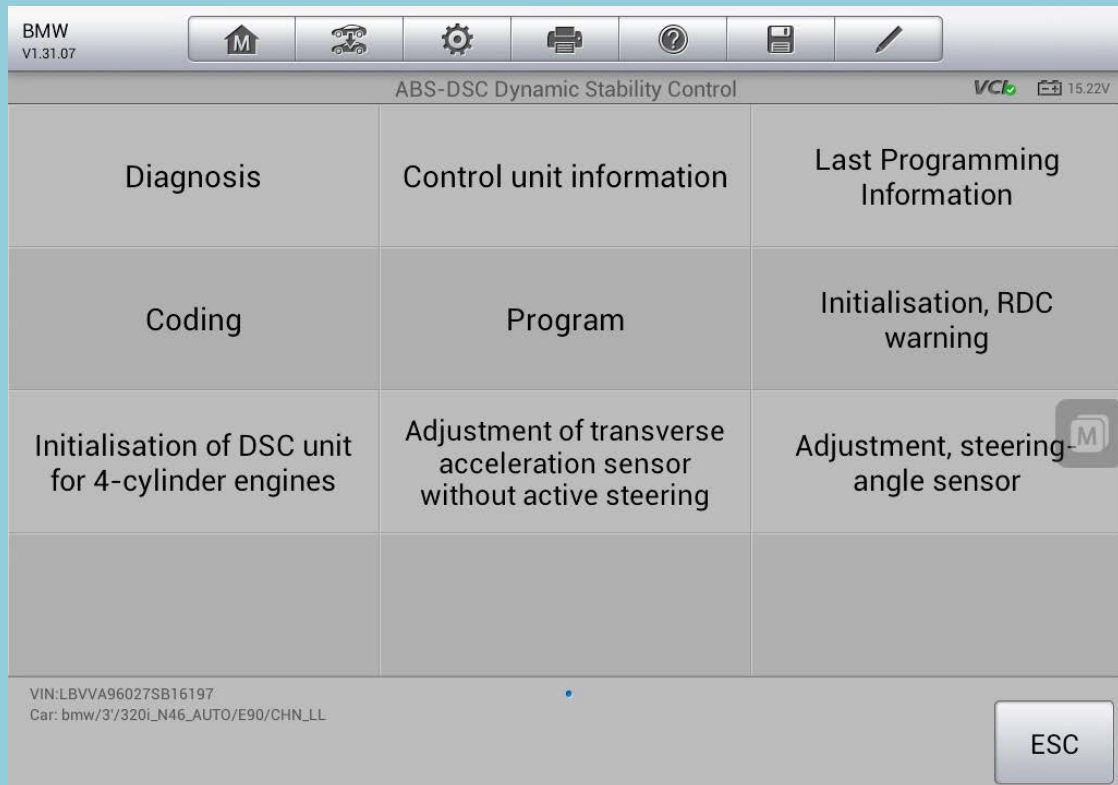 BMW
V1.31.07
M
ABS-DSC Dynamic Stability Control
VCI
15.22V
Diagnosis
Control unit information
Last Programming
Information
Coding
Program
Initialisation, RDC
warning
Initialisation of DSC unit
for 4-cylinder engines
Adjustment of transverse
acceleration sensor
without active steering
Adjustment, steering-
angle sensor
M
VIN:LBVVA96027SB16197
Car: bmw/3'/320i_N46_AUTO/E90/CHN_LL
ESC